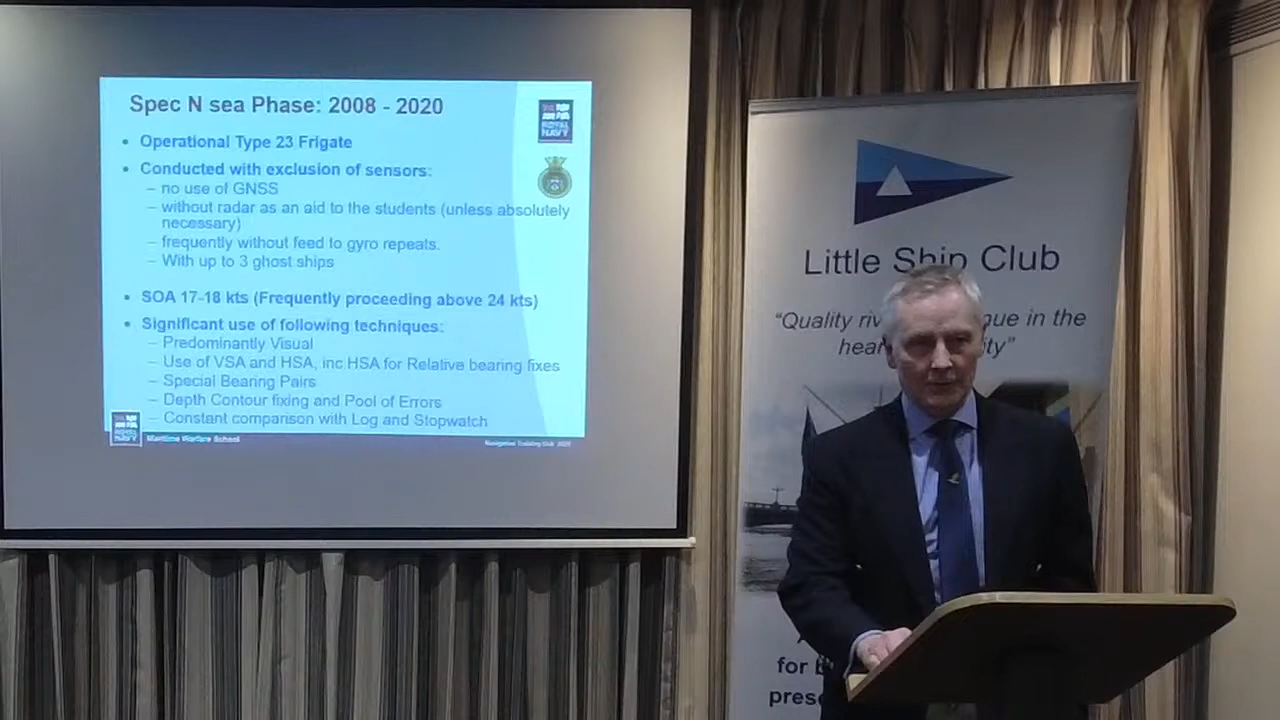 Spec N sea Phase: 2008 - 2020
• Operational Type 23 Frigate
• Conducted with exclusion of sensors:
– no use of GNSS
– without radar as an aid to the students (unless absolutely
necessary)
– frequently without feed to gyro repeats.
– With up to 3 ghost ships
• SOA 17-18 kts (Frequently proceeding above 24 kts)
• Significant use of following techniques:
– Predominantly Visual
– Use of VSA and HSA, inc HSA for Relative bearing fixes
– Special Bearing Pairs
– Depth Contour fixing and Pool of Errors
– Constant comparison with Log and Stopwatch
ROYAL
NAVY
ROYAL
NAVY
Maritime Warfare School
Little Ship Club
"Quality in the
for